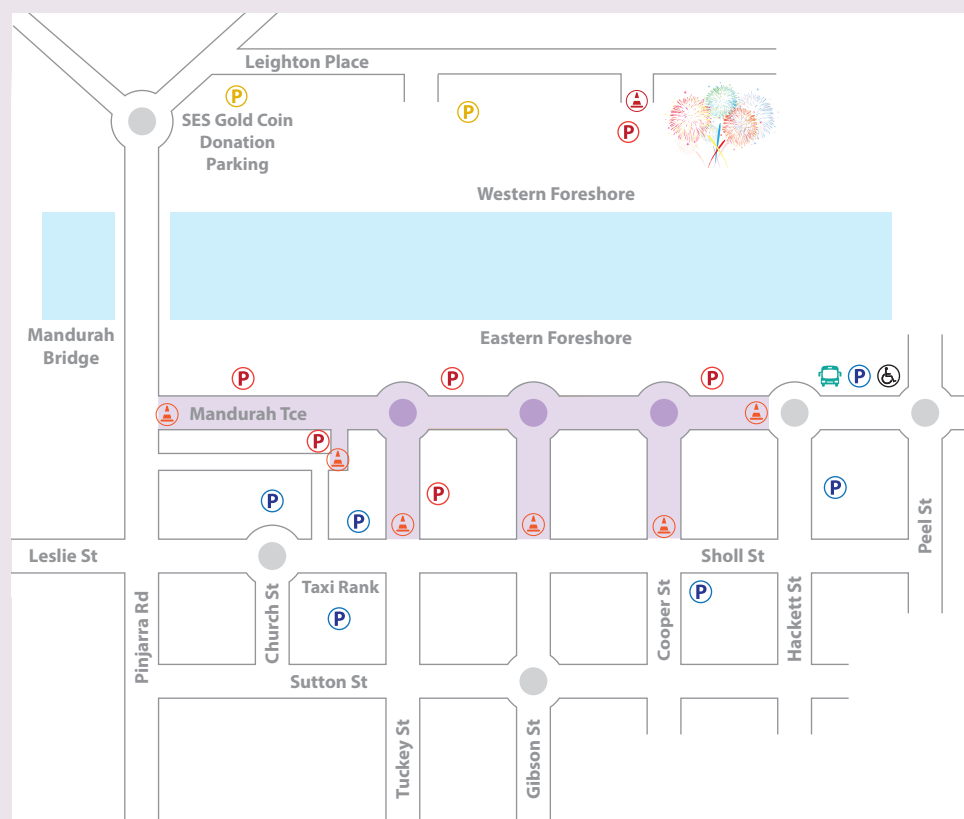 Leighton Place
P
SES Gold Coin
Donation
Parking
P
P
Western Foreshore
Mandurah
Bridge
Eastern Foreshore
P
P
P
P
Mandurah Tce
P
P
P
P
P
Peel St
Leslie St
Sholl St
Taxi Rank
P
P
Pinjarra Rd
Church St
Cooper St
Hackett St
Sutton St
Tuckey St
Gibson St